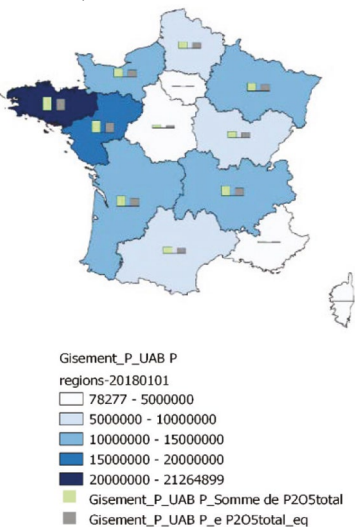 Gisement_P_UAB P
regions-20180101
78277 - 5000000
5000000 - 10000000
10000000 - 15000000
15000000 - 20000000
20000000 - 21264899
Gisement_P_UAB P_Somme de P2O5total
Gisement_P_UAB P_e P2O5total_eq